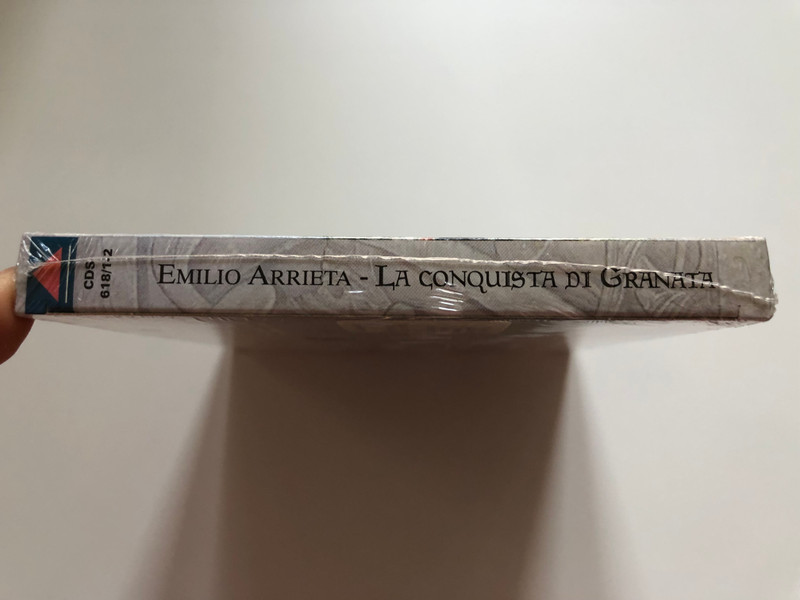 CDS
618/1-2
EMILIO ARRIETA - LA CONQUISTA DI GRANATA